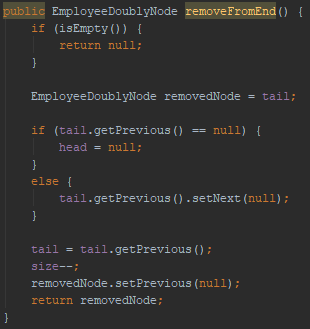 public EmployeeDoublyNode removeFromEnd() {
    if (isEmpty()) {
        return null;
    }

    EmployeeDoublyNode removedNode = tail;

    if (tail.getPrevious() == null) {
        head = null;
    }
    else {
        tail.getPrevious().setNext(null);
    }

    tail = tail.getPrevious();
    size--;
    removedNode.setPrevious(null);
    return removedNode;
}